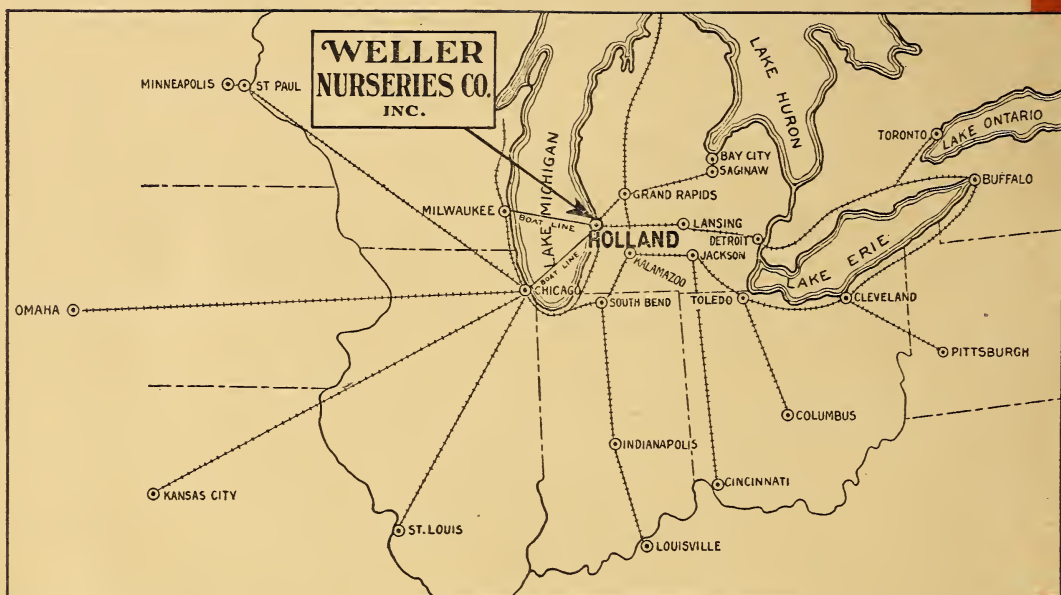 WELLER
NURSERIES CO.
INC.
MINNEAPOLIS
ST PAUL
LAKE HURON
TORONTO
LAKE ONTARIO
BAY CITY
SAGINAW
BUFFALO
GRAND RAPIDS
LAKE MICHIGAN
MILWAUKEE
BOAT LINE
LANSING
HOLLAND
DETROIT
JACKSON
LAKE ERIE
KALAMAZOO
BOAT LINE
CHICAGO
SOUTH BEND
TOLEDO
CLEVELAND
OMAHA
PITTSBURGH
COLUMBUS
INDIANAPOLIS
CINCINNATI
KANSAS CITY
ST. LOUIS
LOUISVILLE